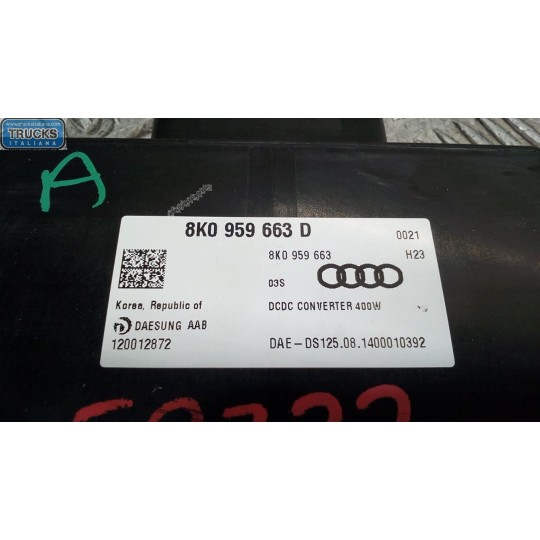 TRUCKS
ITALIANA
A
8K0 959 663 D
0021
8K0 959 663
H23
03S
Korea, Republic of
DCDC CONVERTER 400W
DAESUNG AAB
120012872
DAE-DS125.08.1400010392